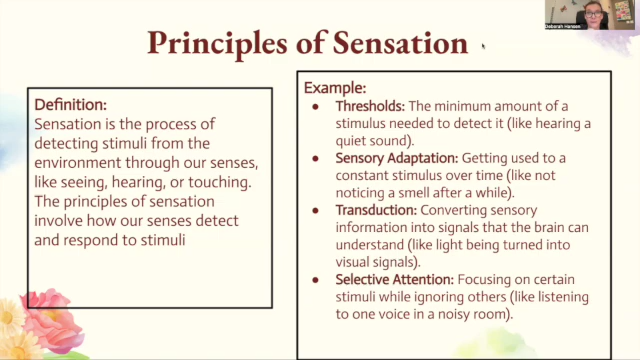 Principles of Sensation
Deborah Hansen
Definition:
Sensation is the process of
detecting stimuli from the
environment through our senses,
like seeing, hearing, or touching.
The principles of sensation
involve how our senses detect
and respond to stimuli
Example:
● Thresholds: The minimum amount of a
stimulus needed to detect it (like hearing a
quiet sound).
● Sensory Adaptation: Getting used to a
constant stimulus over time (like not
noticing a smell after a while).
● Transduction: Converting sensory
information into signals that the brain can
understand (like light being turned into
visual signals).
● Selective Attention: Focusing on certain
stimuli while ignoring others (like listening
to one voice in a noisy room).